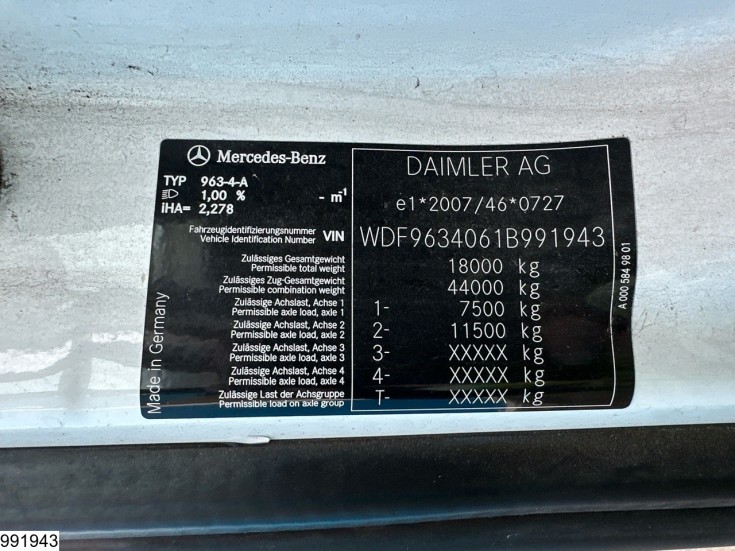 Mercedes-Benz
TYP 963-4-A
1,00 % - m-1
iHA= 2,278
DAIMLER AG
e1*2007/46*0727
Fahrzeugidentifizierungsnummer
Vehicle Identification Number VIN WDF9634061B991943
Zulässiges Gesamtgewicht
Permissible total weight 18000 kg
Zulässiges Zug-Gesamtgewicht
Permissible combination weight 44000 kg
Zulässige Achslast, Achse 1
Permissible axle load, axle 1 1- 7500 kg
Zulässige Achslast, Achse 2
Permissible axle load, axle 2 2- 11500 kg
Zulässige Achslast, Achse 3
Permissible axle load, axle 3 3- XXXXX kg
Zulässige Achslast, Achse 4
Permissible axle load, axle 4 4- XXXXX kg
Zulässige Last der Achsgruppe
Permissible load on axle group T- XXXXX kg
Made in Germany
A 000 584 98 01
991943